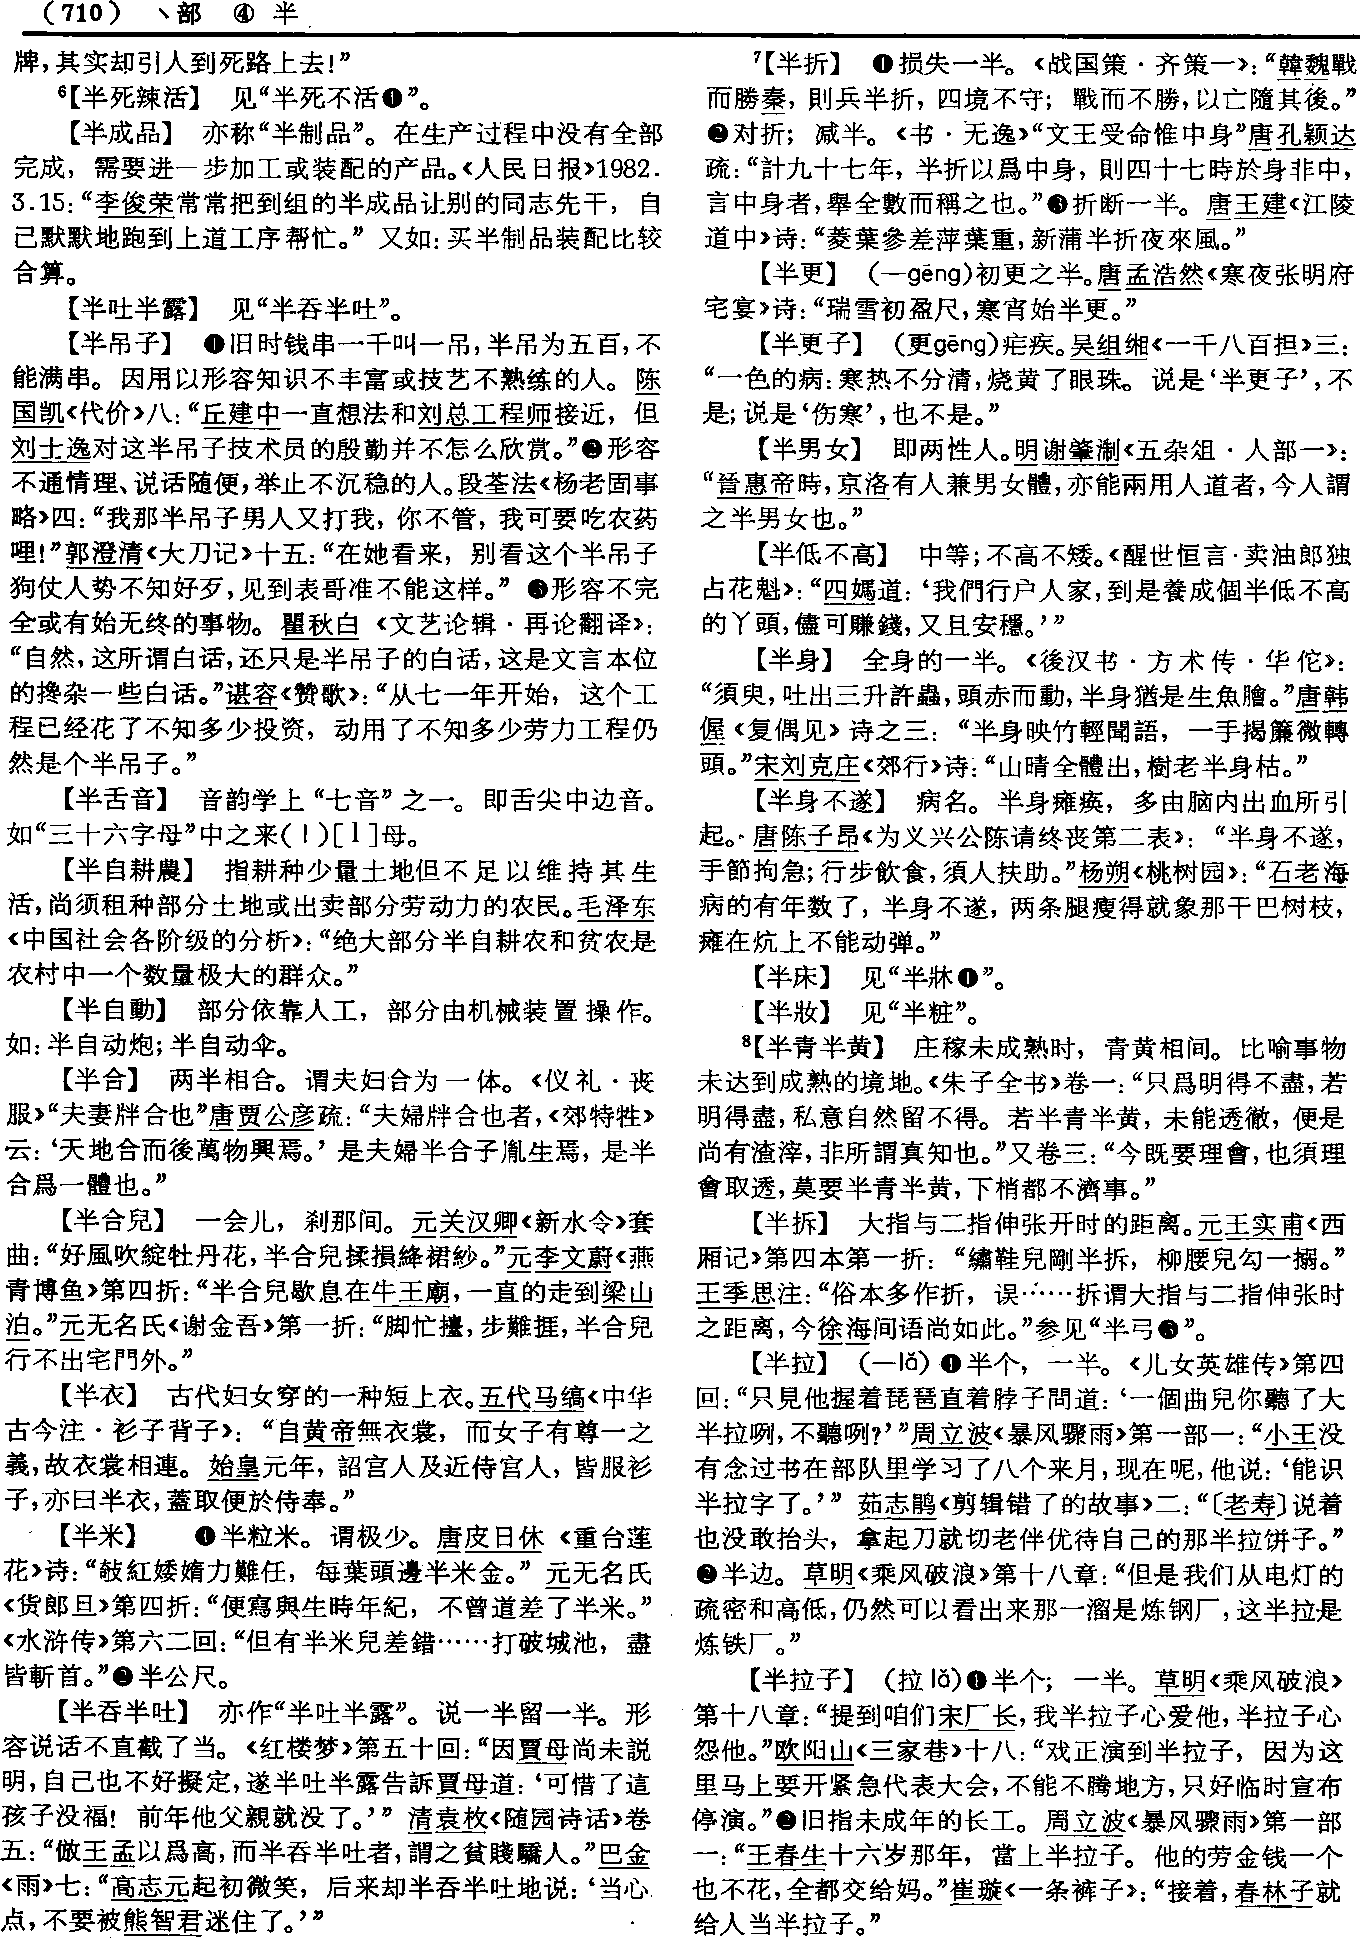 （710） 丶部 ④ 半
牌，其实却引人到死路上去！”
⁶【半死辣活】 见“半死不活❶”。
【半成品】 亦称“半制品”。在生产过程中没有全部
完成，需要进一步加工或装配的产品。《人民日报》1982.
3.15：“李俊荣常常把到组的半成品让别的同志先干，自
己默默地跑到上道工序帮忙。”又如：买半制品装配比较
合算。
【半吐半露】 见“半吞半吐”。
【半吊子】 ❶旧时钱串一千叫一吊，半吊为五百，不
能满串。因用以形容知识不丰富或技艺不熟练的人。陈
国凯《代价》八：“丘建中一直想法和刘总工程师接近，但
刘士逸对这半吊子技术员的殷勤并不怎么欣赏。”❷形容
不通情理、说话随便，举止不沉稳的人。段荃法《杨老固事
略》四：“我那半吊子男人又打我，你不管，我可要吃农药
哩！”郭澄清《大刀记》十五：“在她看来，别看这个半吊子
狗仗人势不知好歹，见到表哥准不能这样。”❸形容不完
全或有始无终的事物。瞿秋白《文艺论辑·再论翻译》：
“自然，这所谓白话，还只是半吊子的白话，这是文言本位
的搀杂一些白话。”谌容《赞歌》：“从七一年开始，这个工
程已经花了不知多少投资，动用了不知多少劳力工程仍
然是个半吊子。”
【半舌音】 音韵学上“七音”之一。即舌尖中边音。
如“三十六字母”中之来(l)[l]母。
【半自耕農】 指耕种少量土地但不足以维持其生
活，尚须租种部分土地或出卖部分劳动力的农民。毛泽东
《中国社会各阶级的分析》：“绝大部分半自耕农和贫农是
农村中一个数量极大的群众。”
【半自動】 部分依靠人工，部分由机械装置操作。
如：半自动炮；半自动伞。
【半合】 两半相合。谓夫妇合为一体。《仪礼·丧
服》“夫妻牉合也”唐贾公彦疏：“夫婦牉合也者，《郊特牲》
云：‘天地合而後萬物興焉。’是夫婦半合子胤生焉，是半
合爲一體也。”
【半合兒】 一会儿，刹那间。元关汉卿《新水令》套
曲：“好風吹綻牡丹花，半合兒揉損絳裙紗。”元李文蔚《燕
青博鱼》第四折：“半合兒歇息在牛王廟，一直的走到梁山
泊。”元无名氏《谢金吾》第一折：“脚忙擡，步難捱，半合兒
行不出宅門外。”
【半衣】 古代妇女穿的一种短上衣。五代马缟《中华
古今注·衫子背子》：“自黄帝無衣裳，而女子有尊一之
義，故衣裳相連。始皇元年，詔宫人及近侍宫人，皆服衫
子，亦曰半衣，蓋取便於侍奉。”
【半米】 ❶半粒米。谓极少。唐皮日休《重台莲
花》诗：“攲紅婑媠力難任，每葉頭邊半米金。”元无名氏
《货郎旦》第四折：“便寫與生時年紀，不曾道差了半米。”
《水浒传》第六二回：“但有半米兒差錯……打破城池，盡
皆斬首。”❷半公尺。
【半吞半吐】 亦作“半吐半露”。说一半留一半。形
容说话不直截了当。《红楼梦》第五十回：“因賈母尚未説
明，自己也不好擬定，遂半吐半露告訴賈母道：‘可惜了這
孩子没福！前年他父親就没了。’”清袁枚《随园诗话》卷
五：“倣王孟以爲高，而半吞半吐者，謂之貧賤驕人。”巴金
《雨》七：“高志元起初微笑，后来却半吞半吐地说：‘当心
点，不要被熊智君迷住了。’”
⁷【半折】 ❶损失一半。《战国策·齐策一》：“韓魏戰
而勝秦，則兵半折，四境不守；戰而不勝，以亡隨其後。”
❷对折；减半。《书·无逸》“文王受命惟中身”唐孔颖达
疏：“計九十七年，半折以爲中身，則四十七時於身非中，
言中身者，舉全數而稱之也。”❸折断一半。唐王建《江陵
道中》诗：“菱葉參差萍葉重，新蒲半折夜來風。”
【半更】 （—gēng）初更之半。唐孟浩然《寒夜张明府
宅宴》诗：“瑞雪初盈尺，寒宵始半更。”
【半更子】 （更gēng）疟疾。吴组缃《一千八百担》三：
“一色的病：寒热不分清，烧黄了眼珠。说是‘半更子’，不
是；说是‘伤寒’，也不是。”
【半男女】 即两性人。明谢肇淛《五杂俎·人部一》：
“晉惠帝時，京洛有人兼男女體，亦能兩用人道者，今人謂
之半男女也。”
【半低不高】 中等；不高不矮。《醒世恒言·卖油郎独
占花魁》：“四媽道：‘我們行户人家，到是養成個半低不高
的丫頭，儘可賺錢，又且安穩。’”
【半身】 全身的一半。《後汉书·方术传·华佗》：
“須臾，吐出三升許蟲，頭赤而動，半身猶是生魚膾。”唐韩
偓《复偶见》诗之三：“半身映竹輕聞語，一手揭簾微轉
頭。”宋刘克庄《郊行》诗：“山晴全體出，樹老半身枯。”
【半身不遂】 病名。半身瘫痪，多由脑内出血所引
起。唐陈子昂《为义兴公陈请终丧第二表》：“半身不遂，
手節拘急；行步飲食，須人扶助。”杨朔《桃树园》：“石老海
病的有年数了，半身不遂，两条腿瘦得就象那干巴树枝，
瘫在炕上不能动弹。”
【半床】 见“半牀❶”。
【半妝】 见“半粧”。
⁸【半青半黄】 庄稼未成熟时，青黄相间。比喻事物
未达到成熟的境地。《朱子全书》卷一：“只爲明得不盡，若
明得盡，私意自然留不得。若半青半黄，未能透徹，便是
尚有渣滓，非所謂真知也。”又卷三：“今既要理會，也須理
會取透，莫要半青半黄，下梢都不濟事。”
【半拆】 大指与二指伸张开时的距离。元王实甫《西
厢记》第四本第一折：“繡鞋兒剛半拆，柳腰兒勾一搦。”
王季思注：“俗本多作折，误……拆谓大指与二指伸张时
之距离，今徐海间语尚如此。”参见“半弓❸”。
【半拉】 （—lǎ）❶半个，一半。《儿女英雄传》第四
回：“只見他握着琵琶直着脖子問道：‘一個曲兒你聽了大
半拉咧，不聽咧？’”周立波《暴风骤雨》第一部一：“小王没
有念过书在部队里学习了八个来月，现在呢，他说：‘能识
半拉字了。’”茹志鹃《剪辑错了的故事》二：“〔老寿〕说着
也没敢抬头，拿起刀就切老伴优待自己的那半拉饼子。”
❷半边。草明《乘风破浪》第十八章：“但是我们从电灯的
疏密和高低，仍然可以看出来那一溜是炼钢厂，这半拉是
炼铁厂。”
【半拉子】 （拉lǎ）❶半个；一半。草明《乘风破浪》
第十八章：“提到咱们宋厂长，我半拉子心爱他，半拉子心
怨他。”欧阳山《三家巷》十八：“戏正演到半拉子，因为这
里马上要开紧急代表大会，不能不腾地方，只好临时宣布
停演。”❷旧指未成年的长工。周立波《暴风骤雨》第一部
一：“王春生十六岁那年，當上半拉子。他的劳金钱一个
也不花，全都交给妈。”崔璇《一条裤子》：“接着，春林子就
给人当半拉子。”